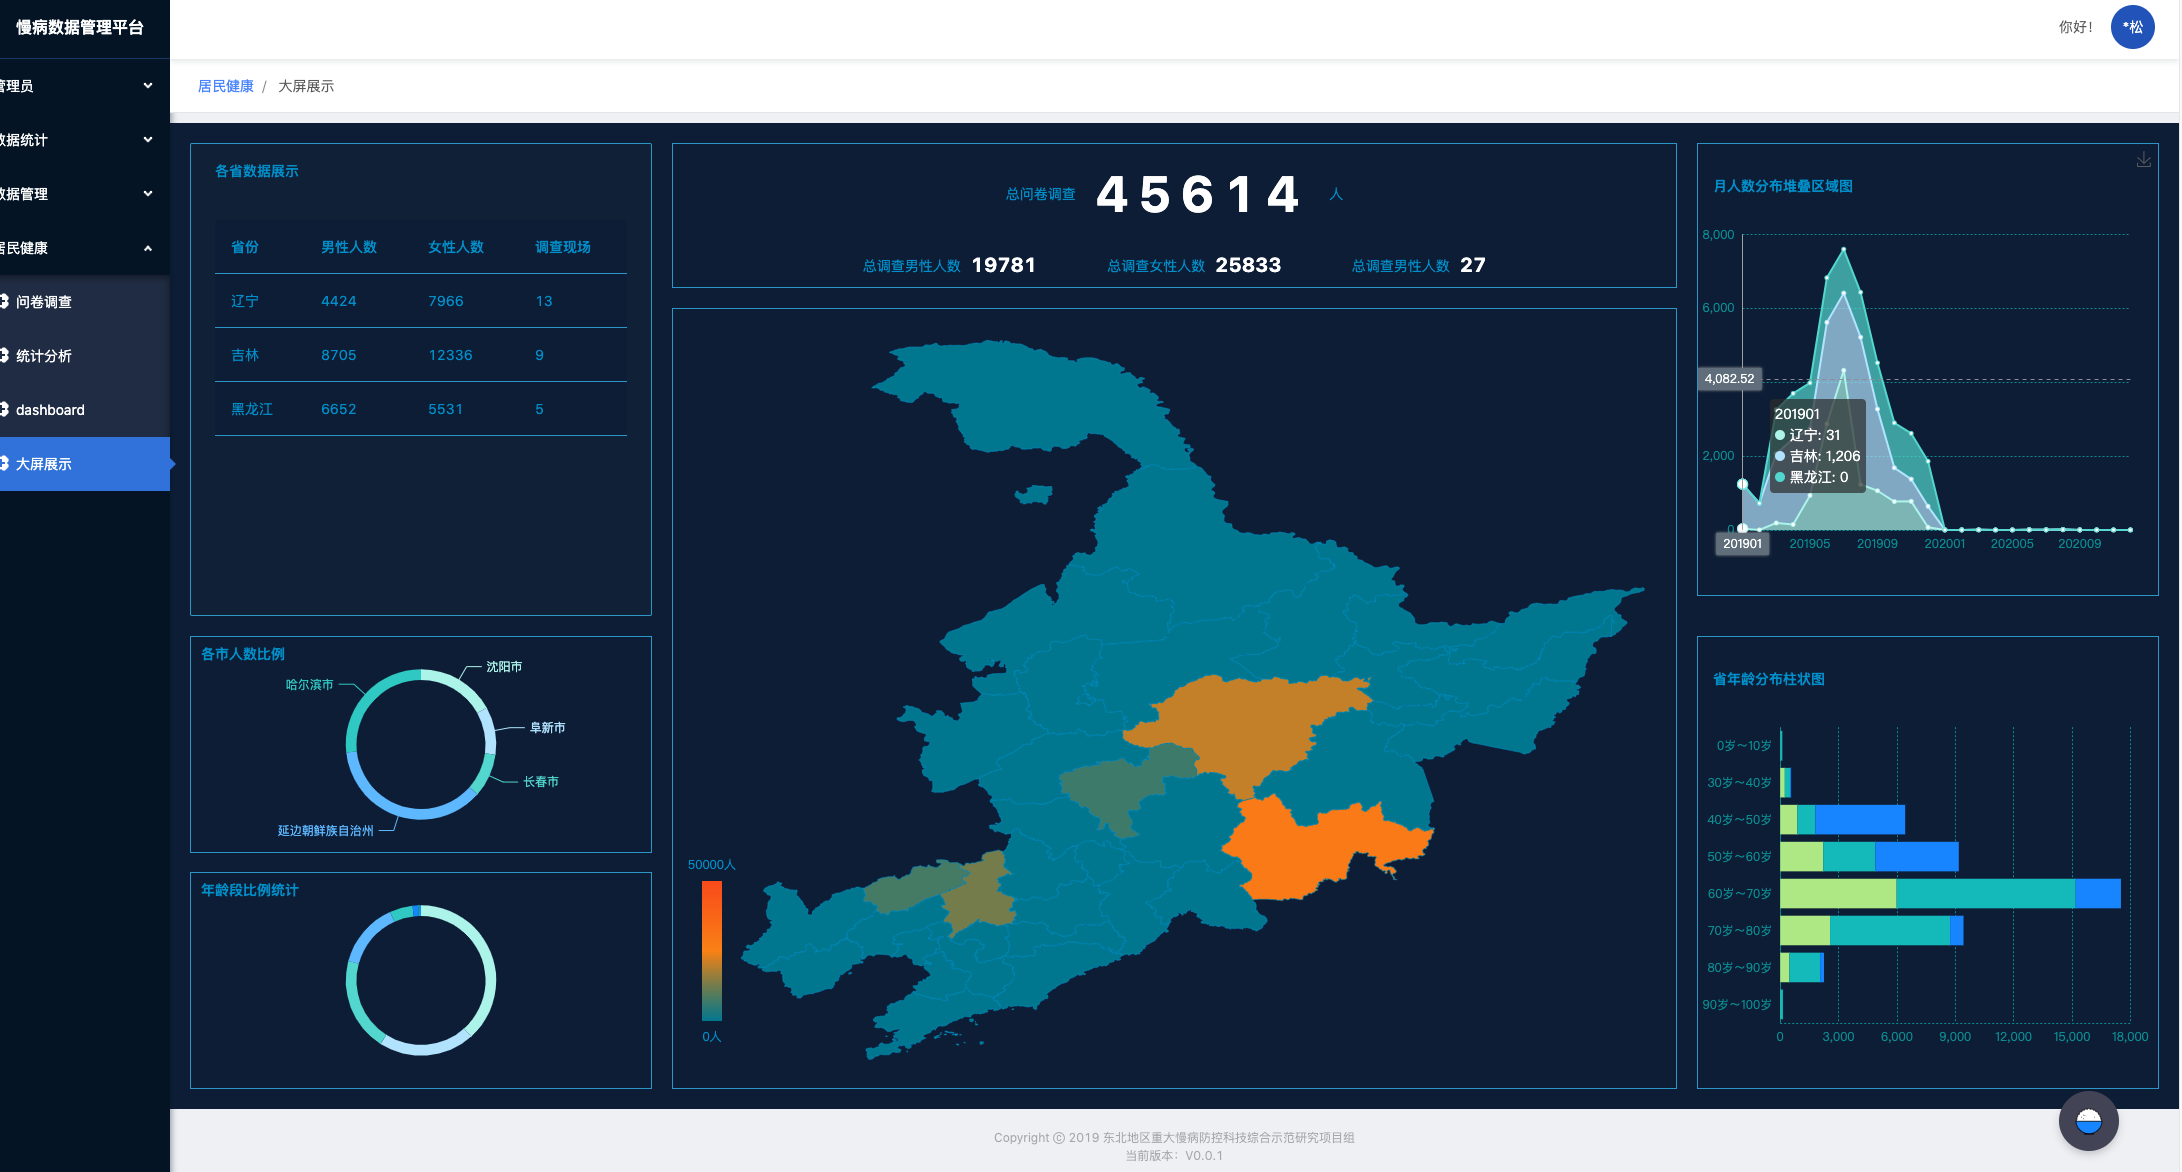 慢病数据管理平台
你好！
*松
管理员
数据统计
数据管理
居民健康
问卷调查
统计分析
dashboard
大屏展示
居民健康 / 大屏展示
各省数据展示
省份 男性人数 女性人数 调查现场
辽宁 4424 7966 13
吉林 8705 12336 9
黑龙江 6652 5531 5
各市人数比例
沈阳市
哈尔滨市
阜新市
长春市
延边朝鲜族自治州
年龄段比例统计
总问卷调查 45614 人
总调查男性人数 19781 总调查女性人数 25833 总调查男性人数 27
50000人
0人
月人数分布堆叠区域图
8,000
6,000
4,082.52
2,000
0
201901
辽宁: 31
吉林: 1,206
黑龙江: 0
201901 201905 201909 202001 202005 202009
省年龄分布柱状图
0岁～10岁
30岁～40岁
40岁～50岁
50岁～60岁
60岁～70岁
70岁～80岁
80岁～90岁
90岁～100岁
0 3,000 6,000 9,000 12,000 15,000 18,000
Copyright © 2019 东北地区重大慢病防控科技综合示范研究项目组
当前版本：V0.0.1